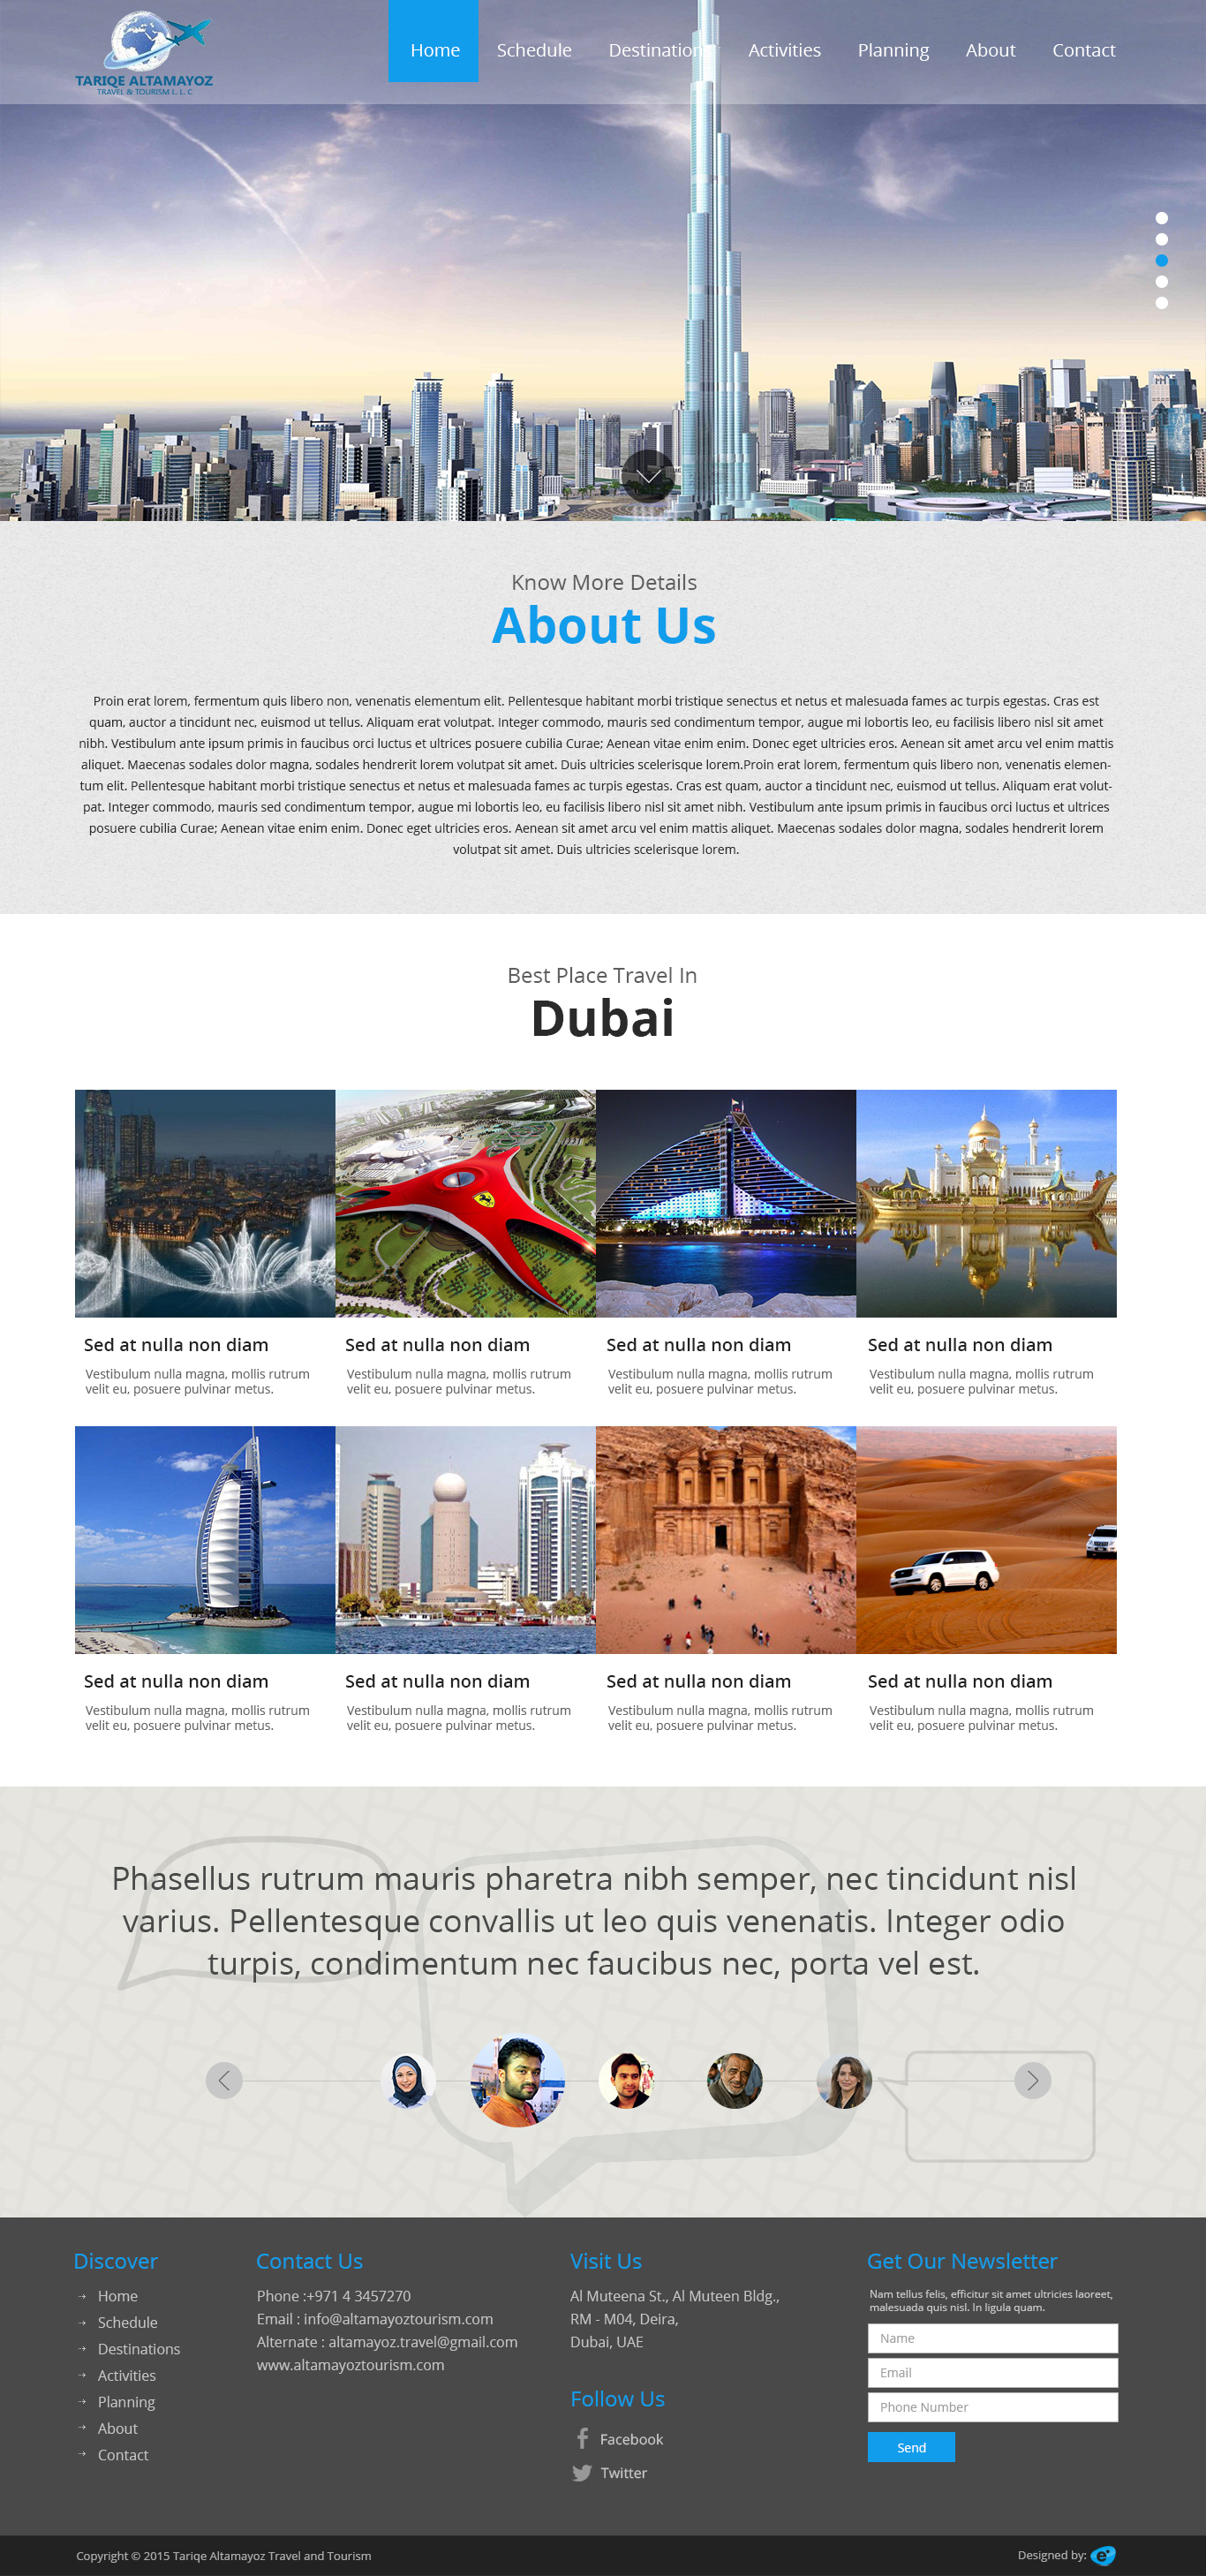 TARIQE ALTAMAYOZ
TRAVEL & TOURISM L. L. C
Home
Schedule
Destinations
Activities
Planning
About
Contact
Know More Details
About Us
Proin erat lorem, fermentum quis libero non, venenatis elementum elit. Pellentesque habitant morbi tristique senectus et netus et malesuada fames ac turpis egestas. Cras est
quam, auctor a tincidunt nec, euismod ut tellus. Aliquam erat volutpat. Integer commodo, mauris sed condimentum tempor, augue mi lobortis leo, eu facilisis libero nisl sit amet
nibh. Vestibulum ante ipsum primis in faucibus orci luctus et ultrices posuere cubilia Curae; Aenean vitae enim enim. Donec eget ultricies eros. Aenean sit amet arcu vel enim mattis
aliquet. Maecenas sodales dolor magna, sodales hendrerit lorem volutpat sit amet. Duis ultricies scelerisque lorem.Proin erat lorem, fermentum quis libero non, venenatis elemen-
tum elit. Pellentesque habitant morbi tristique senectus et netus et malesuada fames ac turpis egestas. Cras est quam, auctor a tincidunt nec, euismod ut tellus. Aliquam erat volut-
pat. Integer commodo, mauris sed condimentum tempor, augue mi lobortis leo, eu facilisis libero nisl sit amet nibh. Vestibulum ante ipsum primis in faucibus orci luctus et ultrices
posuere cubilia Curae; Aenean vitae enim enim. Donec eget ultricies eros. Aenean sit amet arcu vel enim mattis aliquet. Maecenas sodales dolor magna, sodales hendrerit lorem
volutpat sit amet. Duis ultricies scelerisque lorem.
Best Place Travel In
Dubai
Sed at nulla non diam
Vestibulum nulla magna, mollis rutrum
velit eu, posuere pulvinar metus.
Sed at nulla non diam
Vestibulum nulla magna, mollis rutrum
velit eu, posuere pulvinar metus.
Sed at nulla non diam
Vestibulum nulla magna, mollis rutrum
velit eu, posuere pulvinar metus.
Sed at nulla non diam
Vestibulum nulla magna, mollis rutrum
velit eu, posuere pulvinar metus.
Sed at nulla non diam
Vestibulum nulla magna, mollis rutrum
velit eu, posuere pulvinar metus.
Sed at nulla non diam
Vestibulum nulla magna, mollis rutrum
velit eu, posuere pulvinar metus.
Sed at nulla non diam
Vestibulum nulla magna, mollis rutrum
velit eu, posuere pulvinar metus.
Sed at nulla non diam
Vestibulum nulla magna, mollis rutrum
velit eu, posuere pulvinar metus.
Phasellus rutrum mauris pharetra nibh semper, nec tincidunt nisl
varius. Pellentesque convallis ut leo quis venenatis. Integer odio
turpis, condimentum nec faucibus nec, porta vel est.
Discover
Home
Schedule
Destinations
Activities
Planning
About
Contact
Contact Us
Phone :+971 4 3457270
Email : info@altamayoztourism.com
Alternate : altamayoz.travel@gmail.com
www.altamayoztourism.com
Visit Us
Al Muteena St., Al Muteen Bldg.,
RM - M04, Deira,
Dubai, UAE
Follow Us
Facebook
Twitter
Get Our Newsletter
Nam tellus felis, efficitur sit amet ultricies laoreet,
malesuada quis nisl. In ligula quam.
Name
Email
Phone Number
Send
Copyright © 2015 Tariqe Altamayoz Travel and Tourism
Designed by: